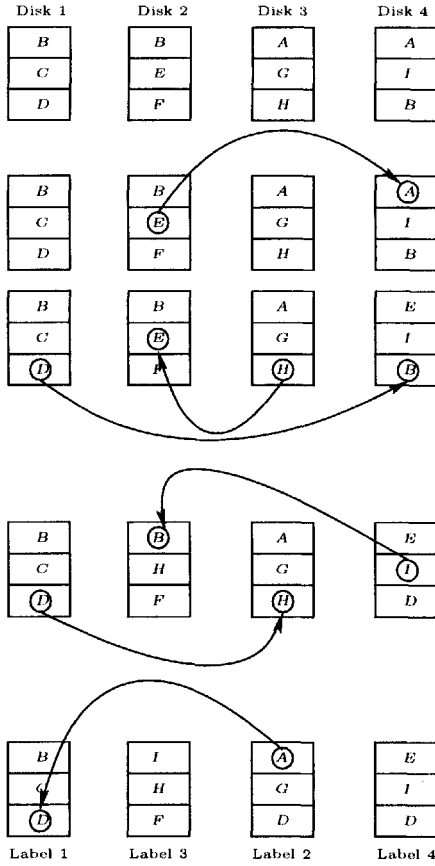 Disk 1 Disk 2 Disk 3 Disk 4
B B A A
C E G I
D F H B
B B A A
C E G I
D F H B
B B A E
C E G I
D F H B
B B A E
C H G I
D F H D
B I A E
C H G I
D F D D
Label 1 Label 3 Label 2 Label 4